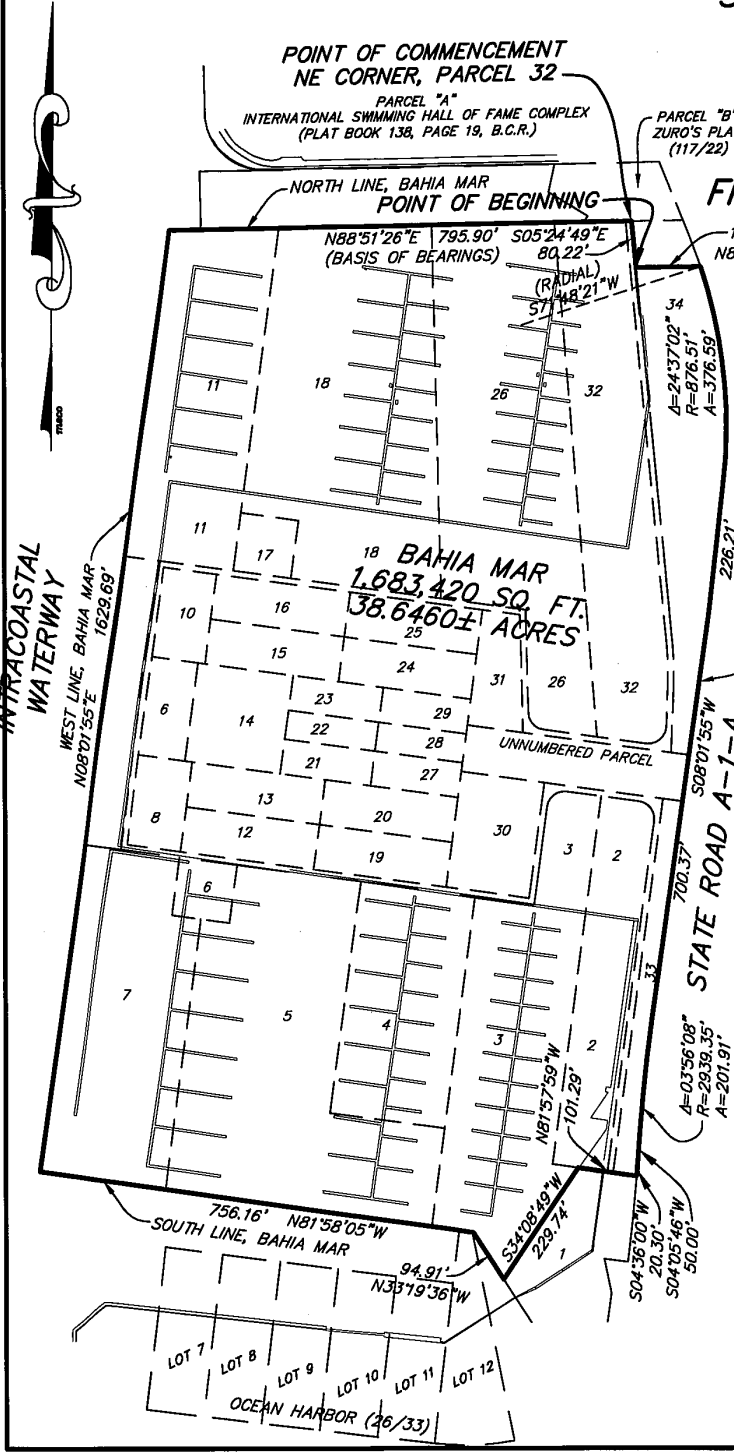 POINT OF COMMENCEMENT
NE CORNER, PARCEL 32
PARCEL "A"
INTERNATIONAL SWIMMING HALL OF FAME COMPLEX
(PLAT BOOK 138, PAGE 19, B.C.R.)
PARCEL "B"
ZURO'S PLA
(117/22)
NORTH LINE, BAHIA MAR
POINT OF BEGINNING
N88°51'26"E 795.90'
(BASIS OF BEARINGS)
S05°24'49"E
80.22'
(RADIAL)
S71°48'21"W
N8
34
Δ=24°37'02"
R=876.51'
A=376.59'
11
18
26
32
226.21'
11
17
18
BAHIA MAR
1,683,420 SQ. FT.
38.6460± ACRES
INTRACOASTAL
WATERWAY
WEST LINE, BAHIA MAR
N08°01'55"E
1629.69'
10
16
25
15
24
31
26
32
6
14
23
29
22
28
UNNUMBERED PARCEL
21
27
S08°01'55"W
700.37'
STATE ROAD A-1-A
8
13
20
12
19
30
3
2
6
33
7
5
4
3
2
N81°57'59"W
101.29'
Δ=03°56'08"
R=2939.35'
A=201.91'
756.16' N81°58'05"W
SOUTH LINE, BAHIA MAR
94.91'
N33°19'36"W
S34°08'49"W
229.74'
1
S04°36'00"W
20.30'
S04°05'46"W
50.00'
LOT 7
LOT 8
LOT 9
LOT 10
LOT 11
LOT 12
OCEAN HARBOR (26/33)